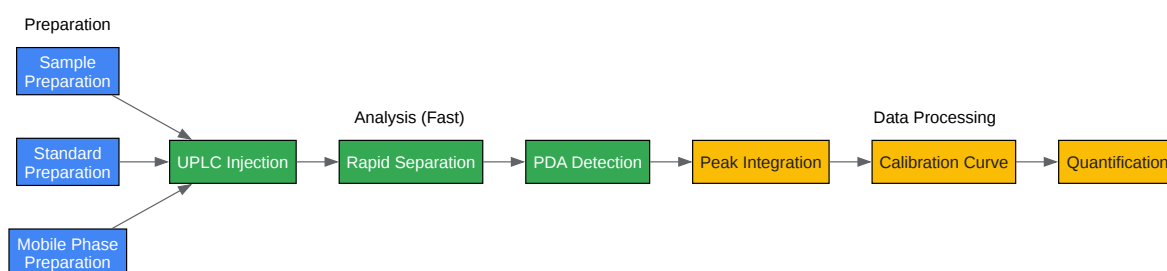 Preparation
Sample
Preparation
Standard
Preparation
Mobile Phase
Preparation
Analysis (Fast)
UPLC Injection
Rapid Separation
PDA Detection
Data Processing
Peak Integration
Calibration Curve
Quantification